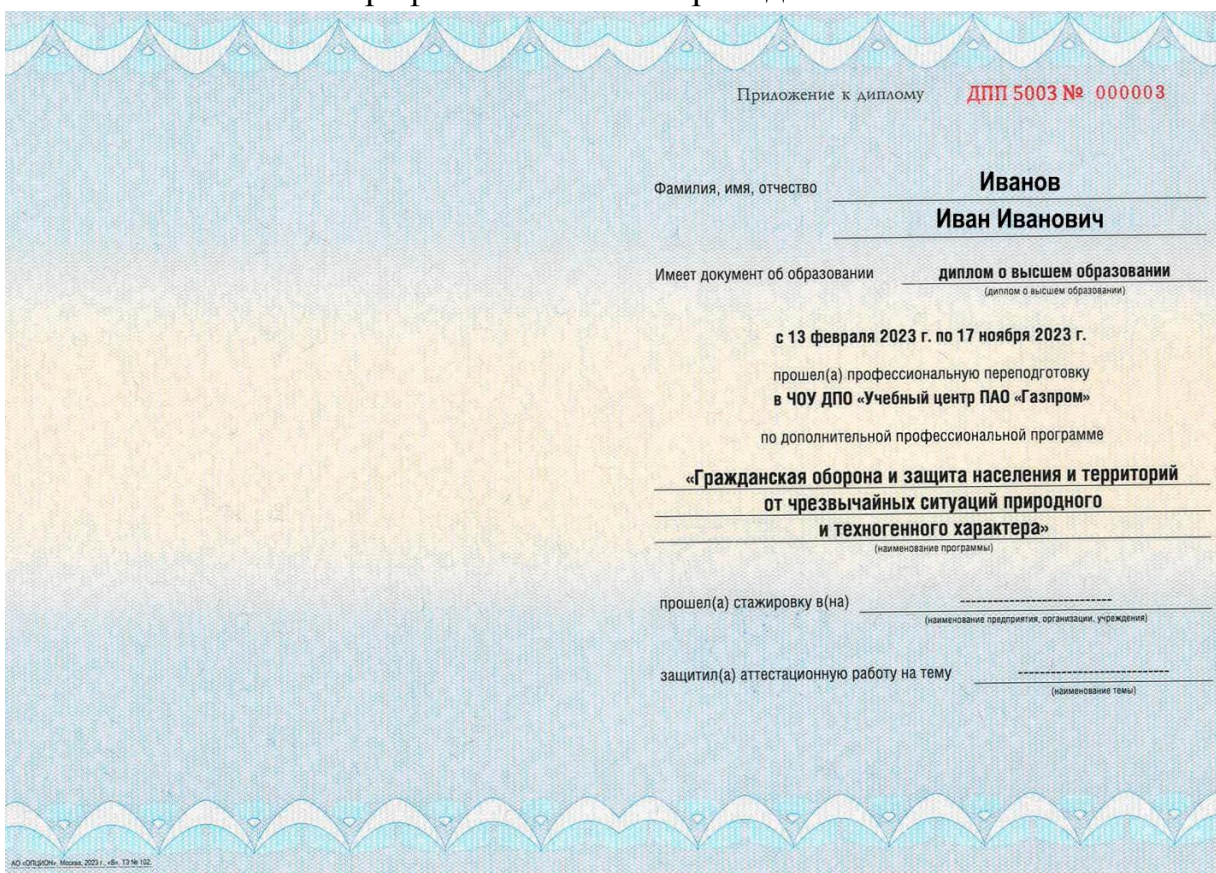 Приложение к диплому ДПП 5003 № 000003
Фамилия, имя, отчество Иванов
Иван Иванович
Имеет документ об образовании диплом о высшем образовании
(диплом о высшем образовании)
с 13 февраля 2023 г. по 17 ноября 2023 г.
прошел(а) профессиональную переподготовку
в ЧОУ ДПО «Учебный центр ПАО «Газпром»
по дополнительной профессиональной программе
«Гражданская оборона и защита населения и территорий
от чрезвычайных ситуаций природного
и техногенного характера»
(наименование программы)
прошел(а) стажировку в(на) ----------------------------
(наименование предприятия, организации, учреждения)
защитил(а) аттестационную работу на тему ----------------------------
(наименование темы)
АО «ОПЦИОН», Москва, 2023 г., «В». ТЗ № 102.